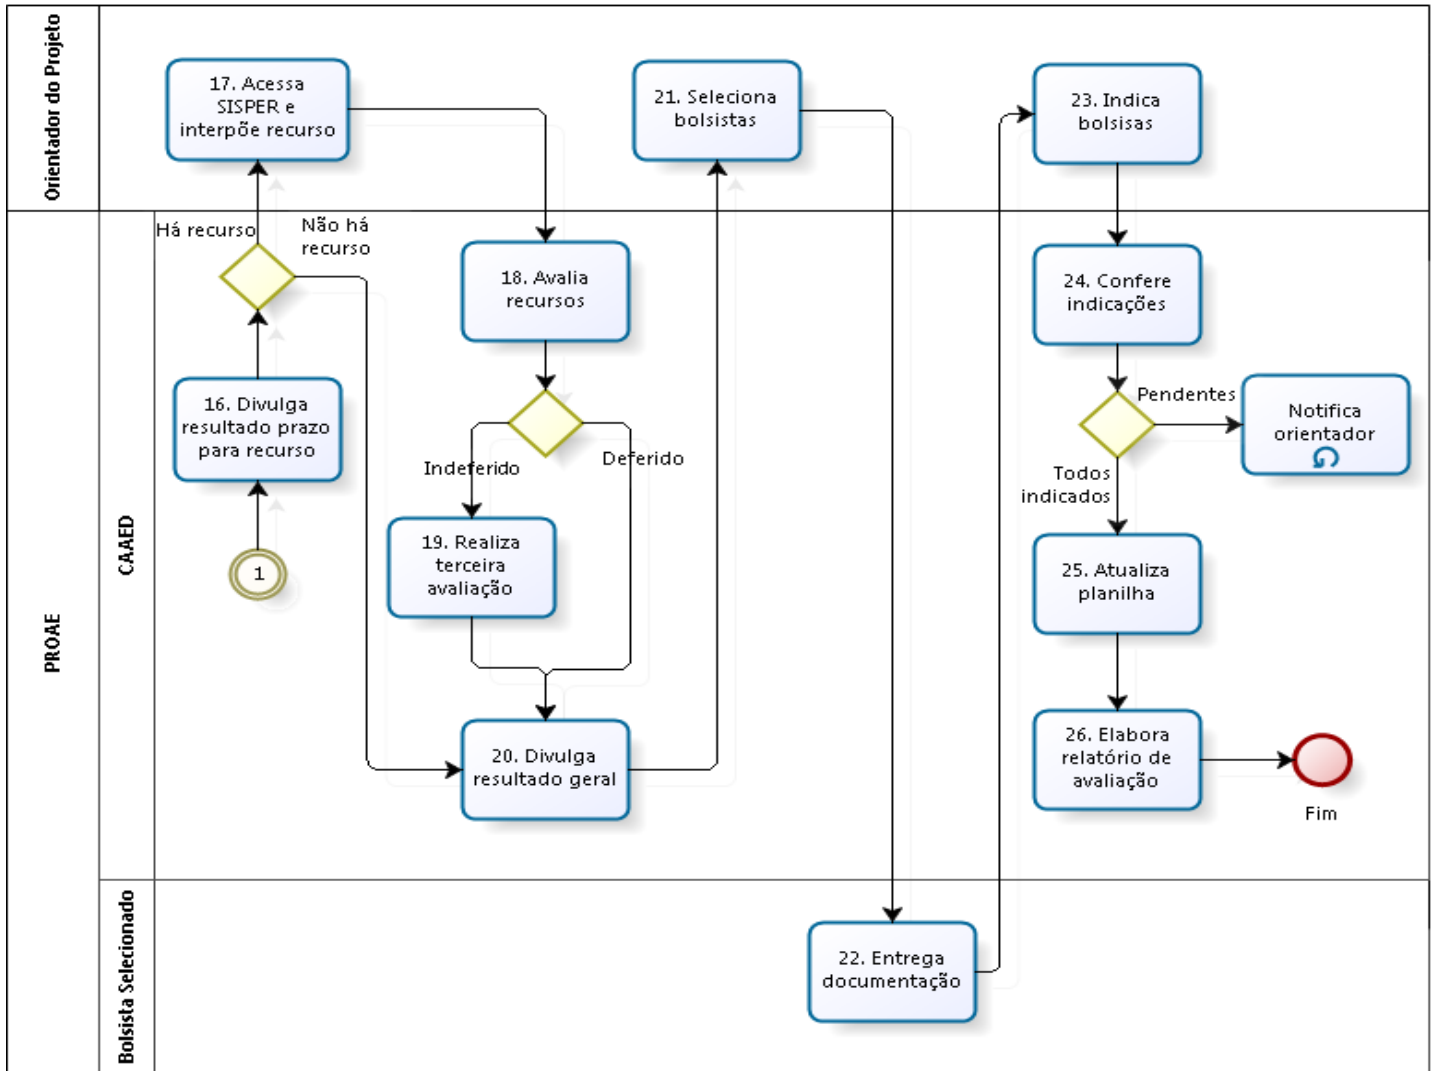 Orientador do Projeto
17. Acessa
SISPER e
interpõe recurso
21. Seleciona
bolsistas
23. Indica
bolsisas
PROAE
CAAED
Há recurso
Não há
recurso
16. Divulga
resultado prazo
para recurso
1
18. Avalia
recursos
Indeferido
Deferido
19. Realiza
terceira
avaliação
20. Divulga
resultado geral
24. Confere
indicações
Pendentes
Notifica
orientador
Todos
indicados
25. Atualiza
planilha
26. Elabora
relatório de
avaliação
Fim
Bolsista Selecionado
22. Entrega
documentação